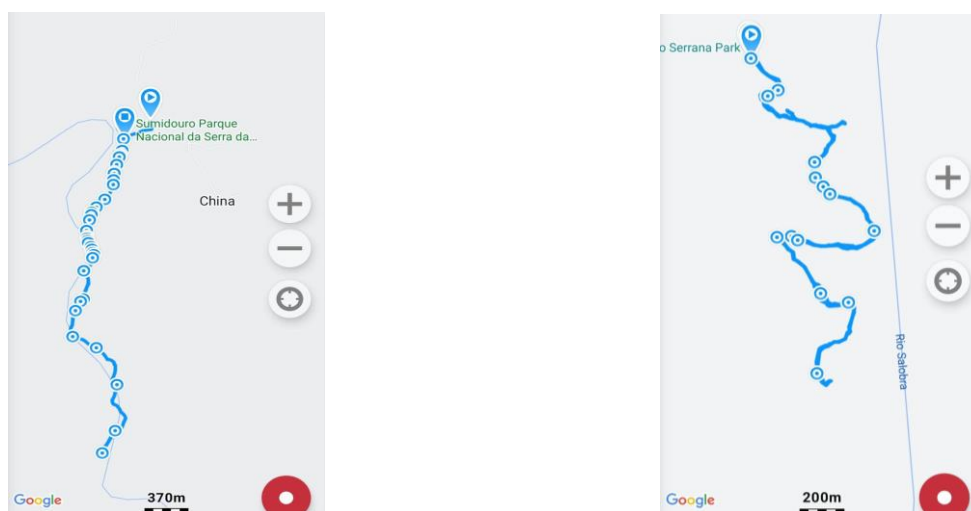 Sumidouro Parque
Nacional da Serra da...
China
Google
370m
o Serrana Park
Rio Salobra
Google
200m